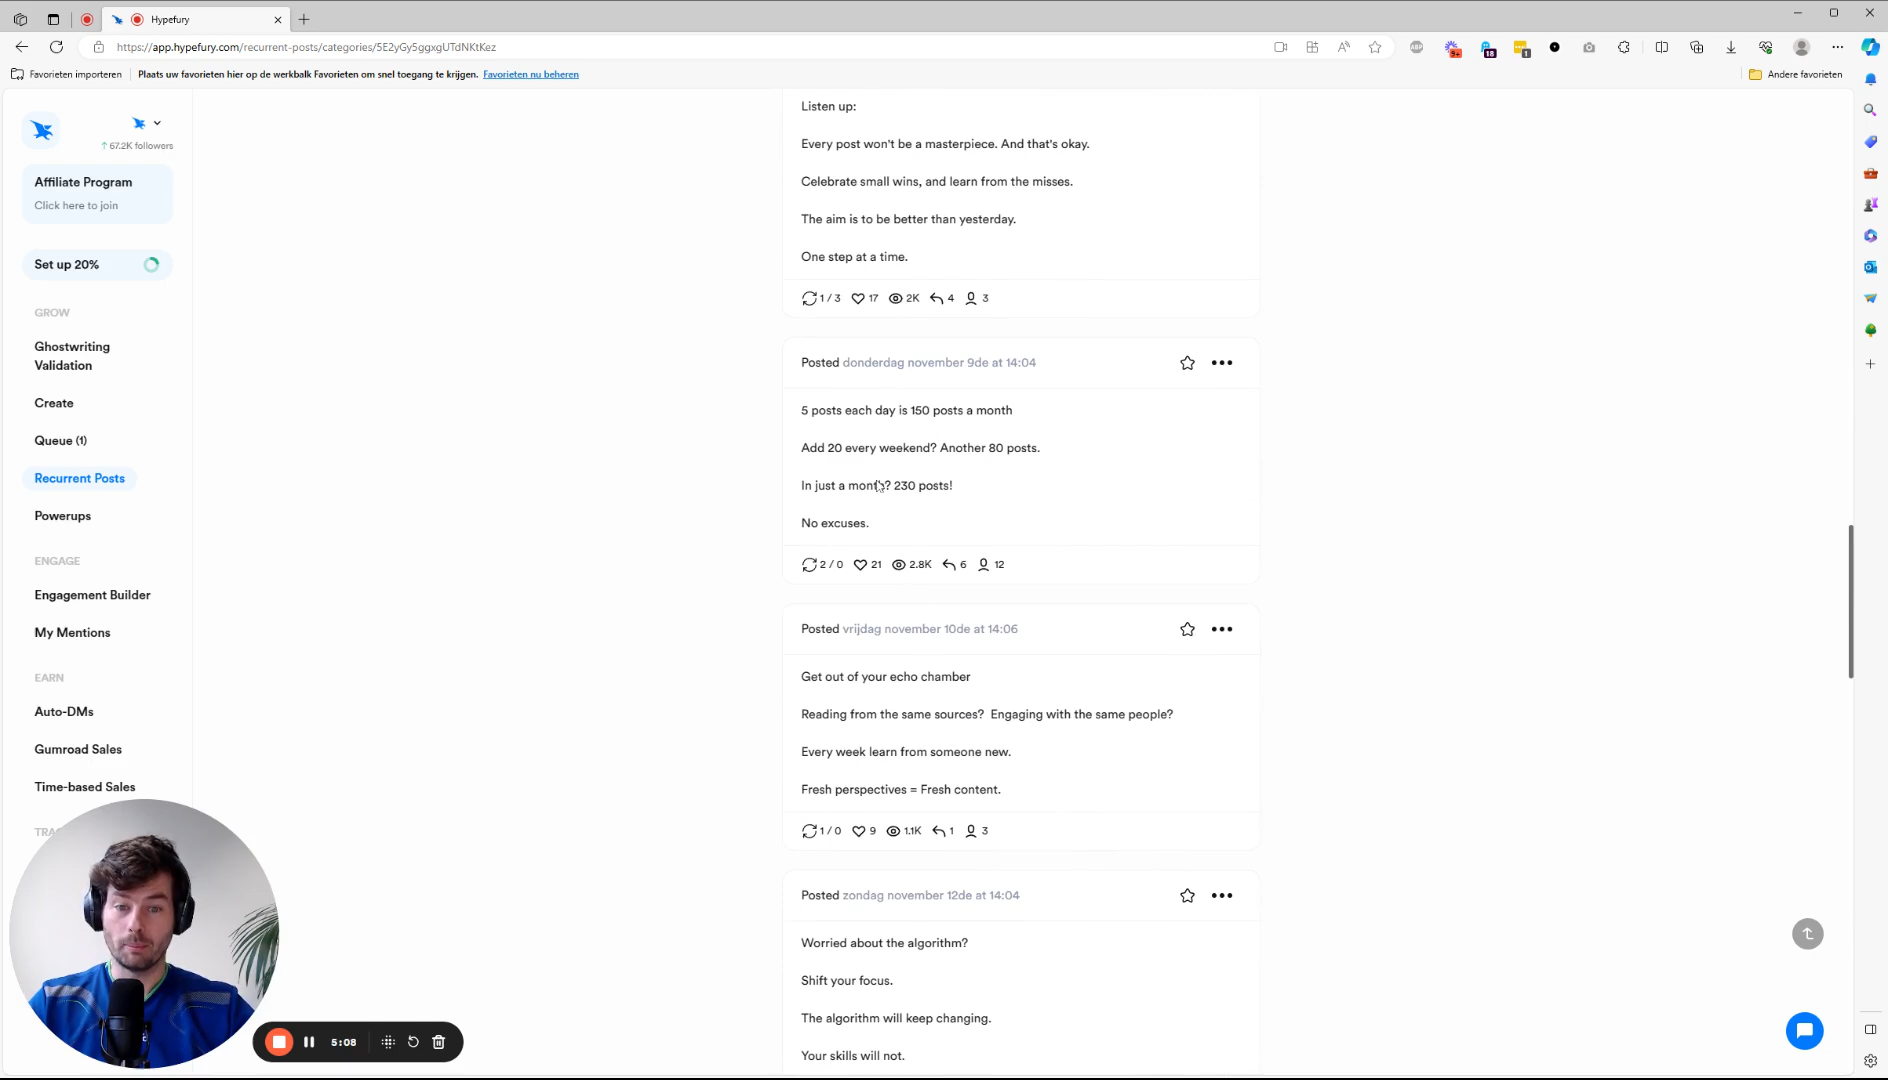 Hypefury
https://app.hypefury.com/recurrent-posts/categories/5E2yGy5ggxgUTdNKtKez
9+
18
1
Favorieten importeren
Plaats uw favorieten hier op de werkbalk Favorieten om snel toegang te krijgen. Favorieten nu beheren
Andere favorieten
67.2K followers
Affiliate Program
Click here to join
Set up 20%
GROW
Ghostwriting
Validation
Create
Queue (1)
Recurrent Posts
Powerups
ENGAGE
Engagement Builder
My Mentions
EARN
Auto-DMs
Gumroad Sales
Time-based Sales
Listen up:
Every post won't be a masterpiece. And that's okay.
Celebrate small wins, and learn from the misses.
The aim is to be better than yesterday.
One step at a time.
1 / 3 17 2K 4 3
Posted donderdag november 9de at 14:04
5 posts each day is 150 posts a month
Add 20 every weekend? Another 80 posts.
In just a month? 230 posts!
No excuses.
2 / 0 21 2.8K 6 12
Posted vrijdag november 10de at 14:06
Get out of your echo chamber
Reading from the same sources?  Engaging with the same people?
Every week learn from someone new.
Fresh perspectives = Fresh content.
1 / 0 9 1.1K 1 3
Posted zondag november 12de at 14:04
Worried about the algorithm?
Shift your focus.
The algorithm will keep changing.
Your skills will not.
5:08